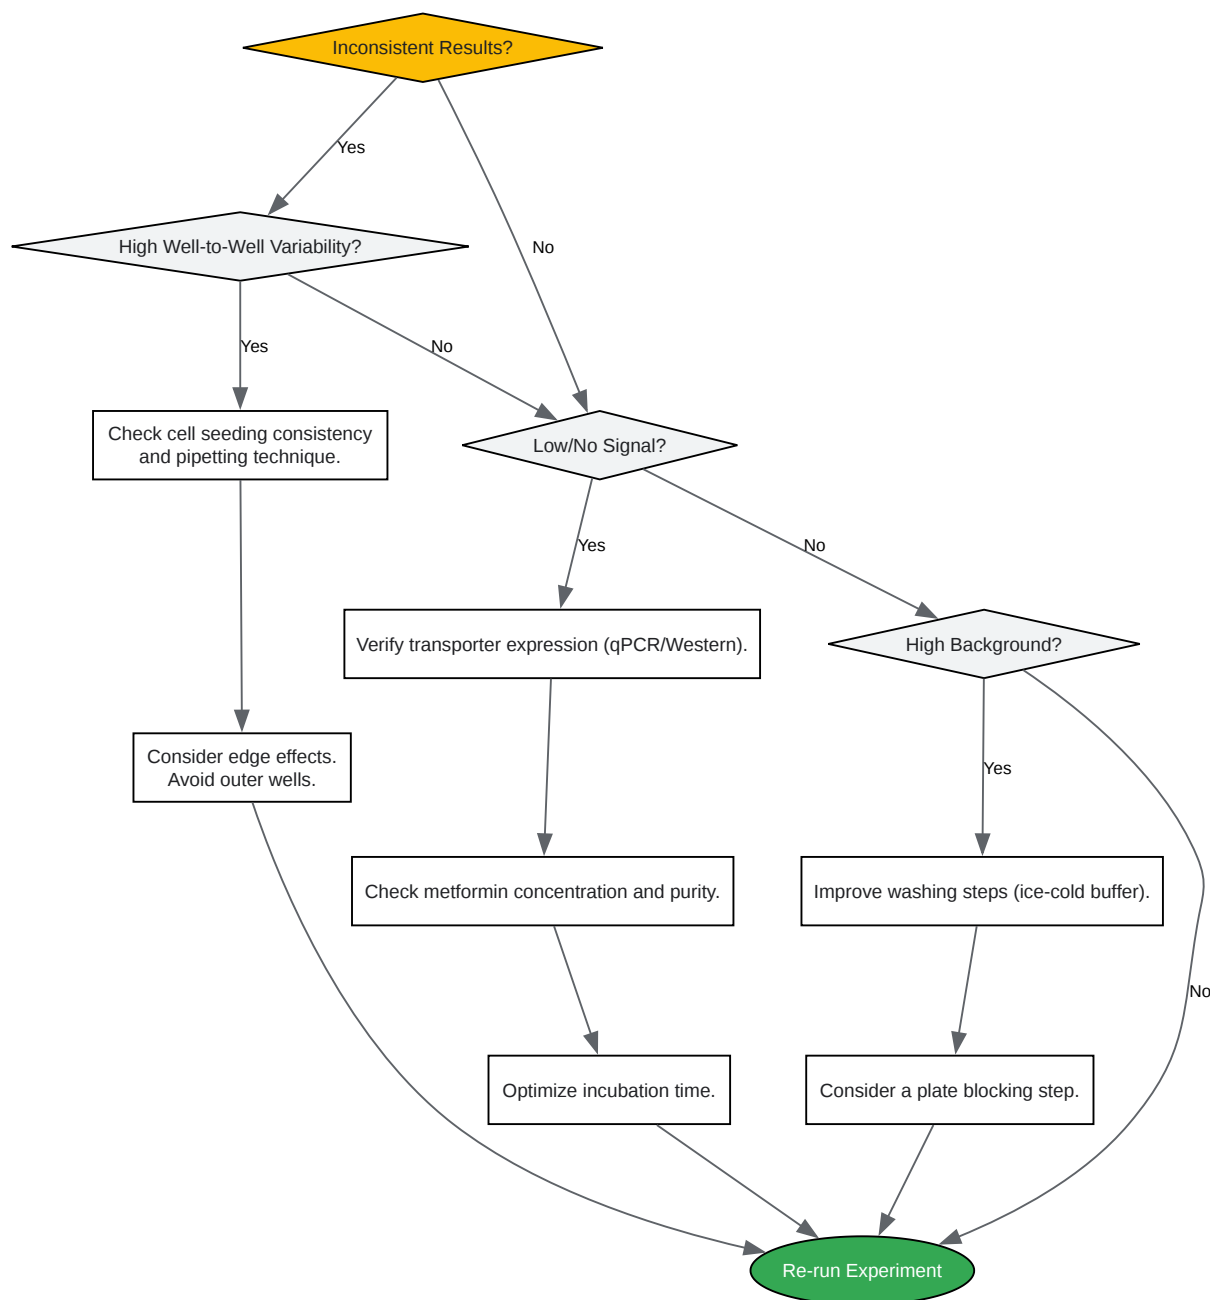 Inconsistent Results?
Yes
No
High Well-to-Well Variability?
Yes
No
Check cell seeding consistency
and pipetting technique.
Low/No Signal?
Yes
No
Verify transporter expression (qPCR/Western).
High Background?
Consider edge effects.
Avoid outer wells.
Yes
Check metformin concentration and purity.
Improve washing steps (ice-cold buffer).
No
Optimize incubation time.
Consider a plate blocking step.
Re-run Experiment